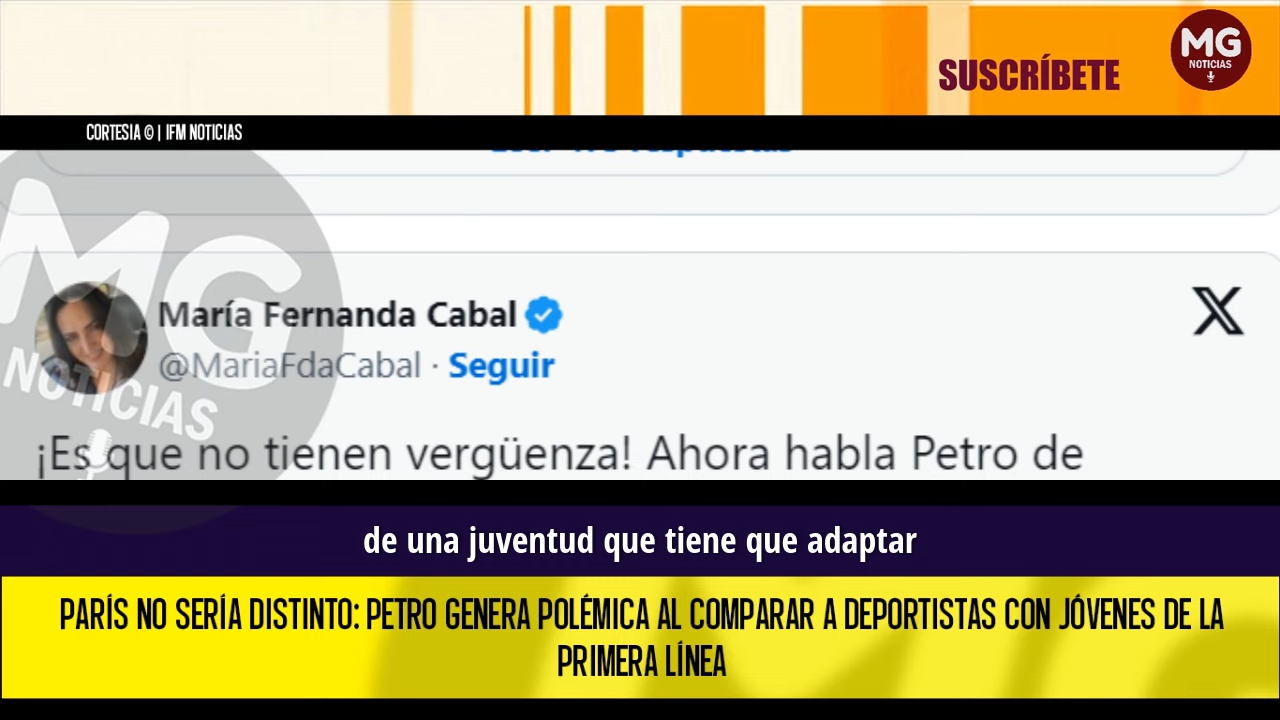 SUSCRÍBETE
MG
NOTICIAS
CORTESIA © | IFM NOTICIAS
María Fernanda Cabal
@MariaFdaCabal · Seguir
MG
NOTICIAS
¡Es que no tienen vergüenza! Ahora habla Petro de
de una juventud que tiene que adaptar
PARÍS NO SERÍA DISTINTO: PETRO GENERA POLÉMICA AL COMPARAR A DEPORTISTAS CON JÓVENES DE LA
PRIMERA LÍNEA